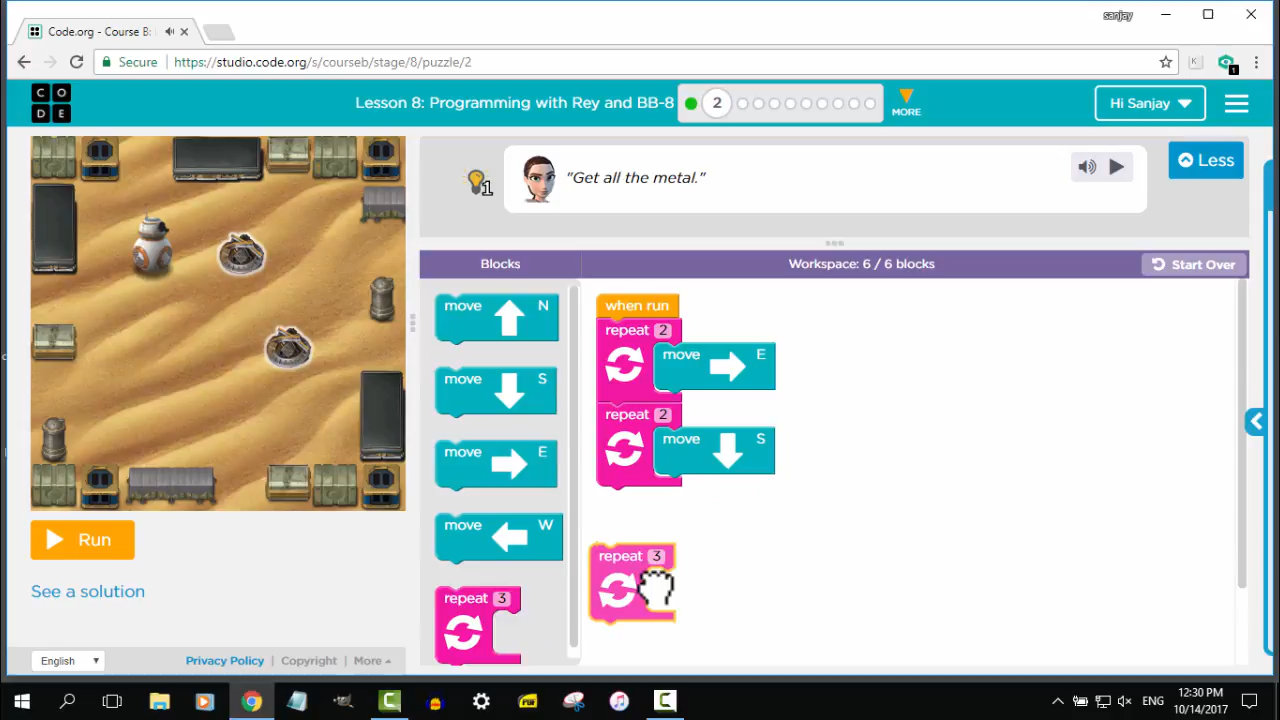 sanjay
Code.org - Course B:
Secure https://studio.code.org/s/courseb/stage/8/puzzle/2
1
C O
D E
Lesson 8: Programming with Rey and BB-8
2
MORE
Hi Sanjay
1
"Get all the metal."
Less
Blocks
Workspace: 6 / 6 blocks
Start Over
move N
move S
move E
move W
repeat 3
when run
repeat 2
move E
repeat 2
move S
repeat 3
Run
See a solution
English
Privacy Policy | Copyright | More
ENG
12:30 PM
10/14/2017